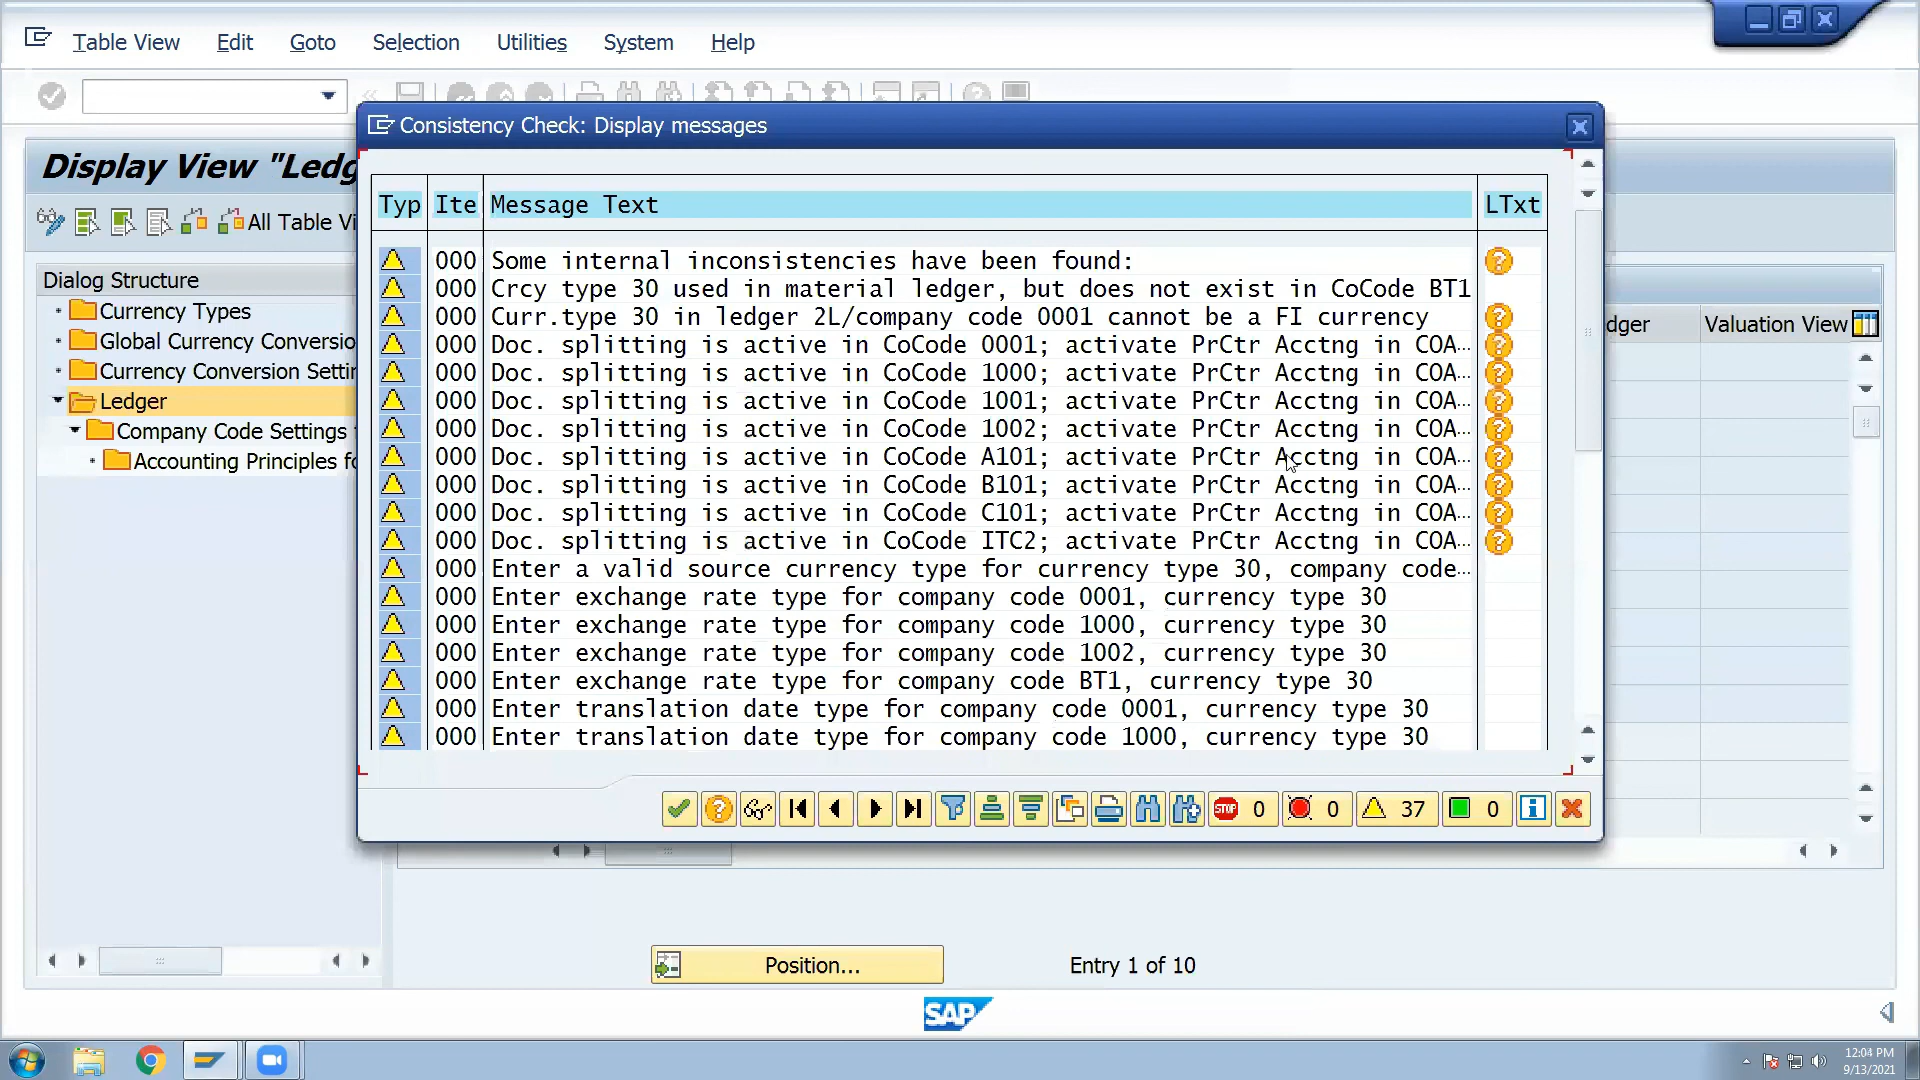 Table View Edit Goto Selection Utilities System Help
Consistency Check: Display messages
Display View "Ledg
All Table Vi
Typ Ite Message Text LTxt
Dialog Structure
Currency Types
Global Currency Conversio
Currency Conversion Settir
Ledger
Company Code Settings
Accounting Principles fo
dger Valuation View
000 Some internal inconsistencies have been found:
000 Crcy type 30 used in material ledger, but does not exist in CoCode BT1
000 Curr.type 30 in ledger 2L/company code 0001 cannot be a FI currency
000 Doc. splitting is active in CoCode 0001; activate PrCtr Acctng in COA...
000 Doc. splitting is active in CoCode 1000; activate PrCtr Acctng in COA...
000 Doc. splitting is active in CoCode 1001; activate PrCtr Acctng in COA...
000 Doc. splitting is active in CoCode 1002; activate PrCtr Acctng in COA...
000 Doc. splitting is active in CoCode A101; activate PrCtr Acctng in COA...
000 Doc. splitting is active in CoCode B101; activate PrCtr Acctng in COA...
000 Doc. splitting is active in CoCode C101; activate PrCtr Acctng in COA...
000 Doc. splitting is active in CoCode ITC2; activate PrCtr Acctng in COA...
000 Enter a valid source currency type for currency type 30, company code...
000 Enter exchange rate type for company code 0001, currency type 30
000 Enter exchange rate type for company code 1000, currency type 30
000 Enter exchange rate type for company code 1002, currency type 30
000 Enter exchange rate type for company code BT1, currency type 30
000 Enter translation date type for company code 0001, currency type 30
000 Enter translation date type for company code 1000, currency type 30
STOP 0 0 37 0
Position... Entry 1 of 10
SAP
12:04 PM
9/13/2021